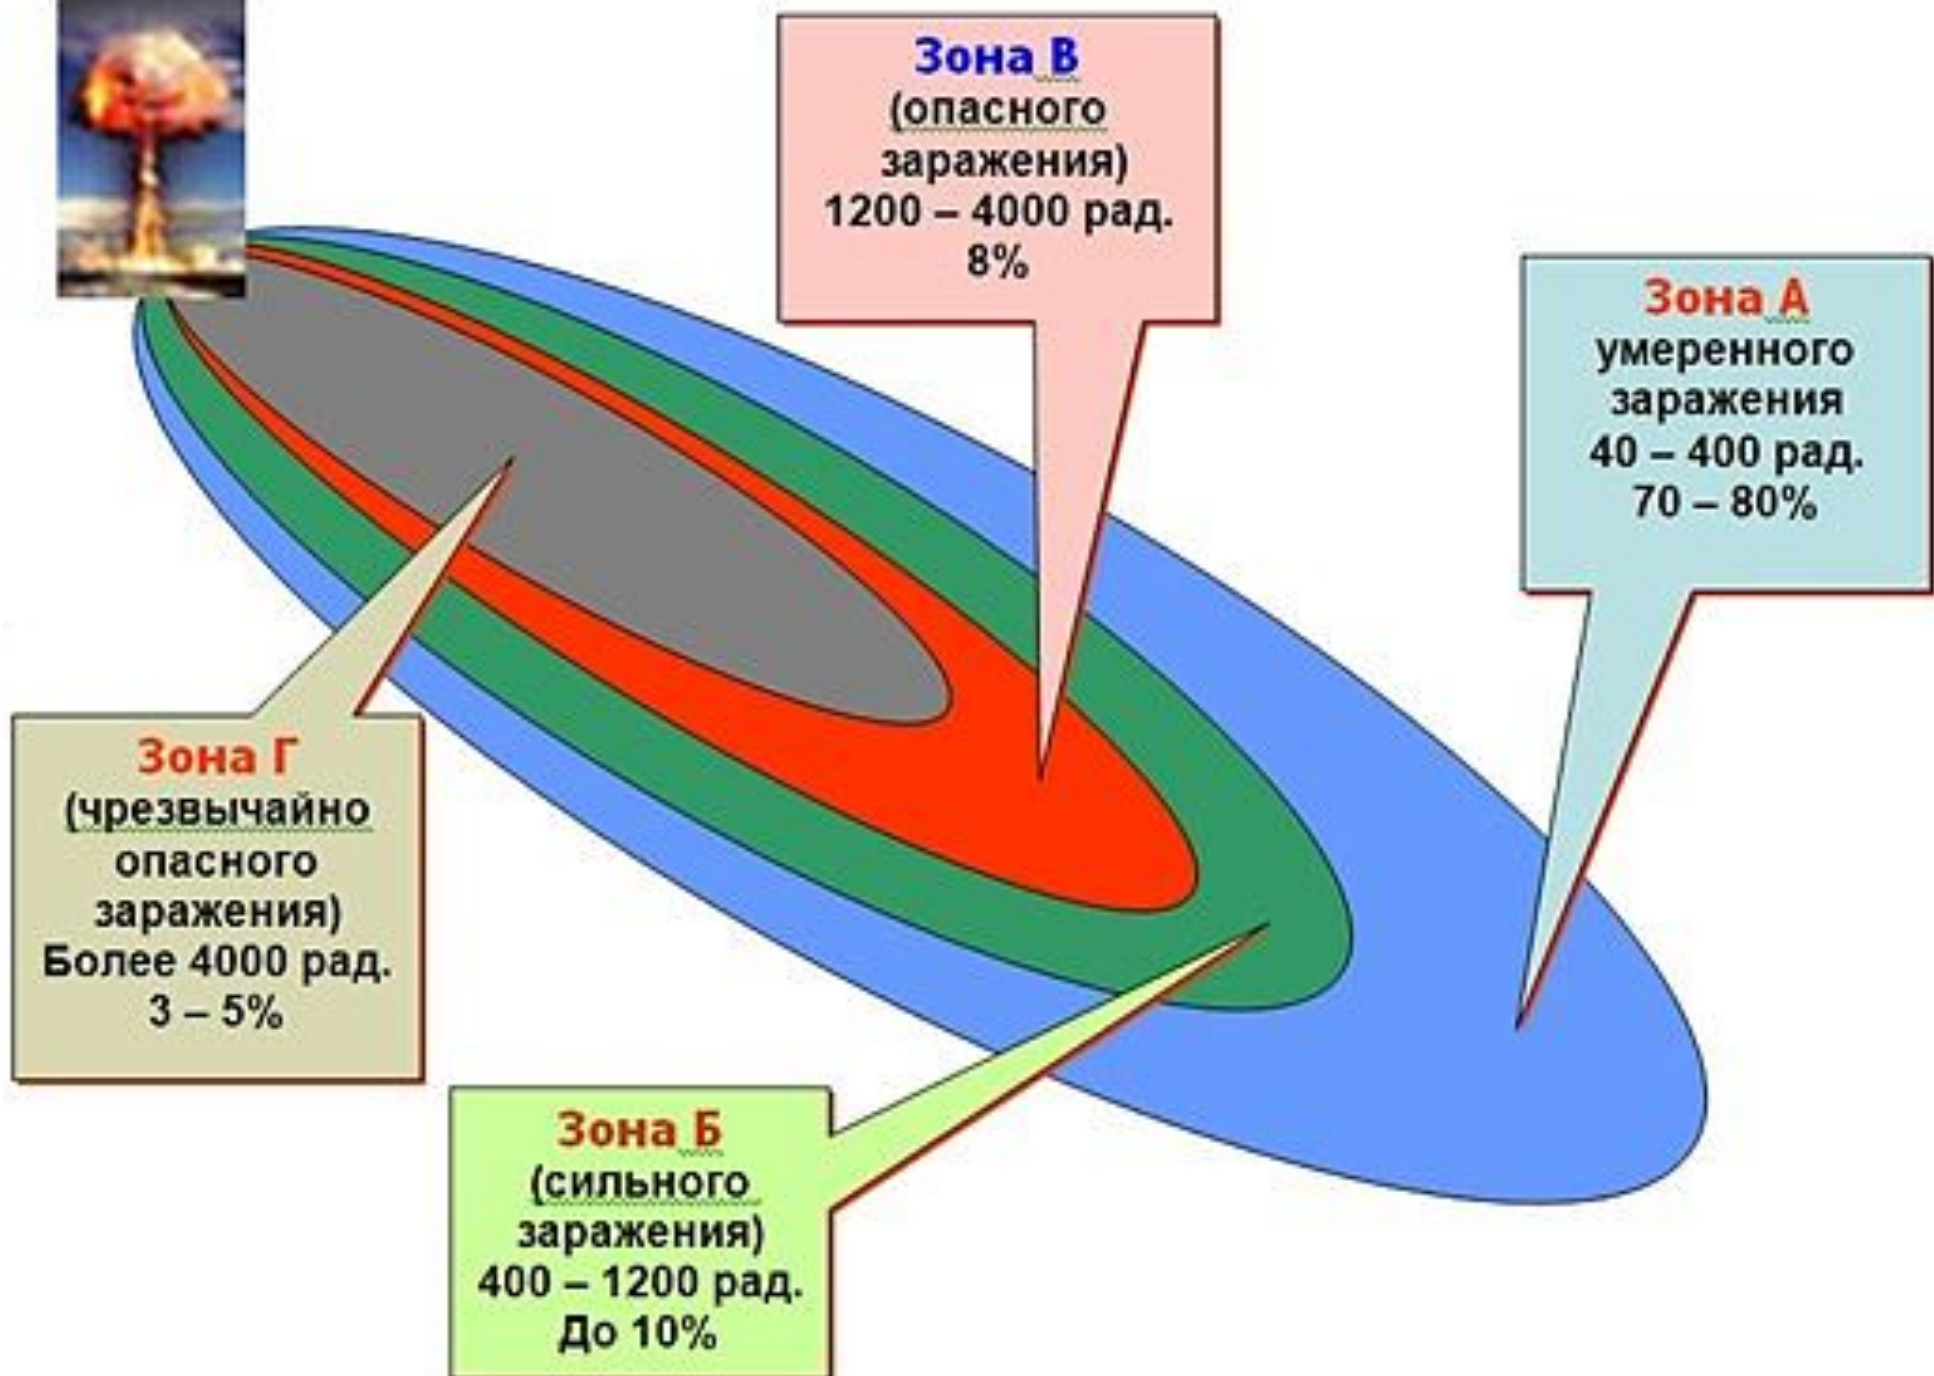 Зона В
(опасного
заражения)
1200 – 4000 рад.
8%
Зона А
умеренного
заражения
40 – 400 рад.
70 – 80%
Зона Г
(чрезвычайно
опасного
заражения)
Более 4000 рад.
3 – 5%
Зона Б
(сильного
заражения)
400 – 1200 рад.
До 10%